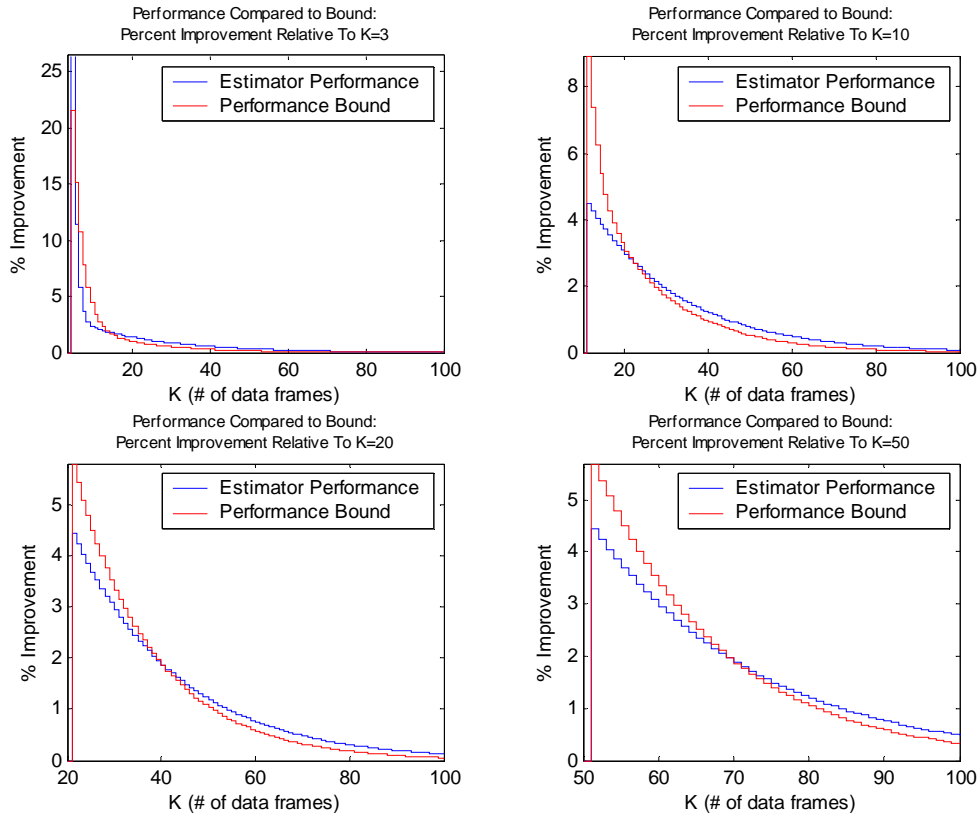 Performance Compared to Bound:
Percent Improvement Relative To K=3
25
20
15
10
5
0
% Improvement
Estimator Performance
Performance Bound
20 40 60 80 100
K (# of data frames)
Performance Compared to Bound:
Percent Improvement Relative To K=10
8
6
4
2
0
% Improvement
Estimator Performance
Performance Bound
20 40 60 80 100
K (# of data frames)
Performance Compared to Bound:
Percent Improvement Relative To K=20
5
4
3
2
1
0
% Improvement
Estimator Performance
Performance Bound
20 40 60 80 100
K (# of data frames)
Performance Compared to Bound:
Percent Improvement Relative To K=50
5
4
3
2
1
0
% Improvement
Estimator Performance
Performance Bound
50 60 70 80 90 100
K (# of data frames)